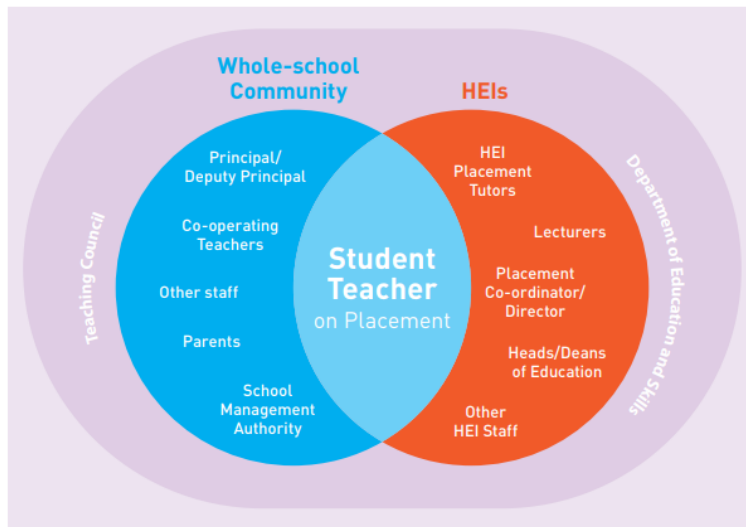 Whole-school
Community
HEIs
Principal/
Deputy Principal
Co-operating
Teachers
Other staff
Parents
School
Management
Authority
Student
Teacher
on Placement
HEI
Placement
Tutors
Lecturers
Placement
Co-ordinator/
Director
Heads/Deans
of Education
Other
HEI Staff
Teaching Council
Department of Education and Skills